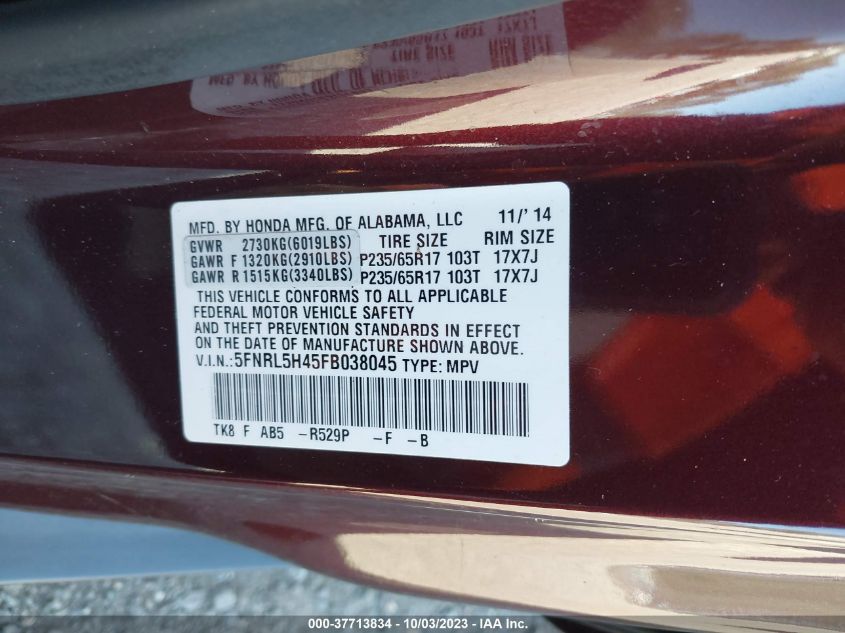 MFD. BY HONDA MFG. OF ALABAMA, LLC 11/'14
GVWR 2730KG(6019LBS) TIRE SIZE RIM SIZE
GAWR F 1320KG(2910LBS) P235/65R17 103T 17X7J
GAWR R 1515KG(3340LBS) P235/65R17 103T 17X7J
THIS VEHICLE CONFORMS TO ALL APPLICABLE
FEDERAL MOTOR VEHICLE SAFETY
AND THEFT PREVENTION STANDARDS IN EFFECT
ON THE DATE OF MANUFACTURE SHOWN ABOVE.
V.I.N.:5FNRL5H45FB038045 TYPE: MPV
TK8 F AB5 -R529P -F -B
000-37713834 - 10/03/2023 - IAA Inc.